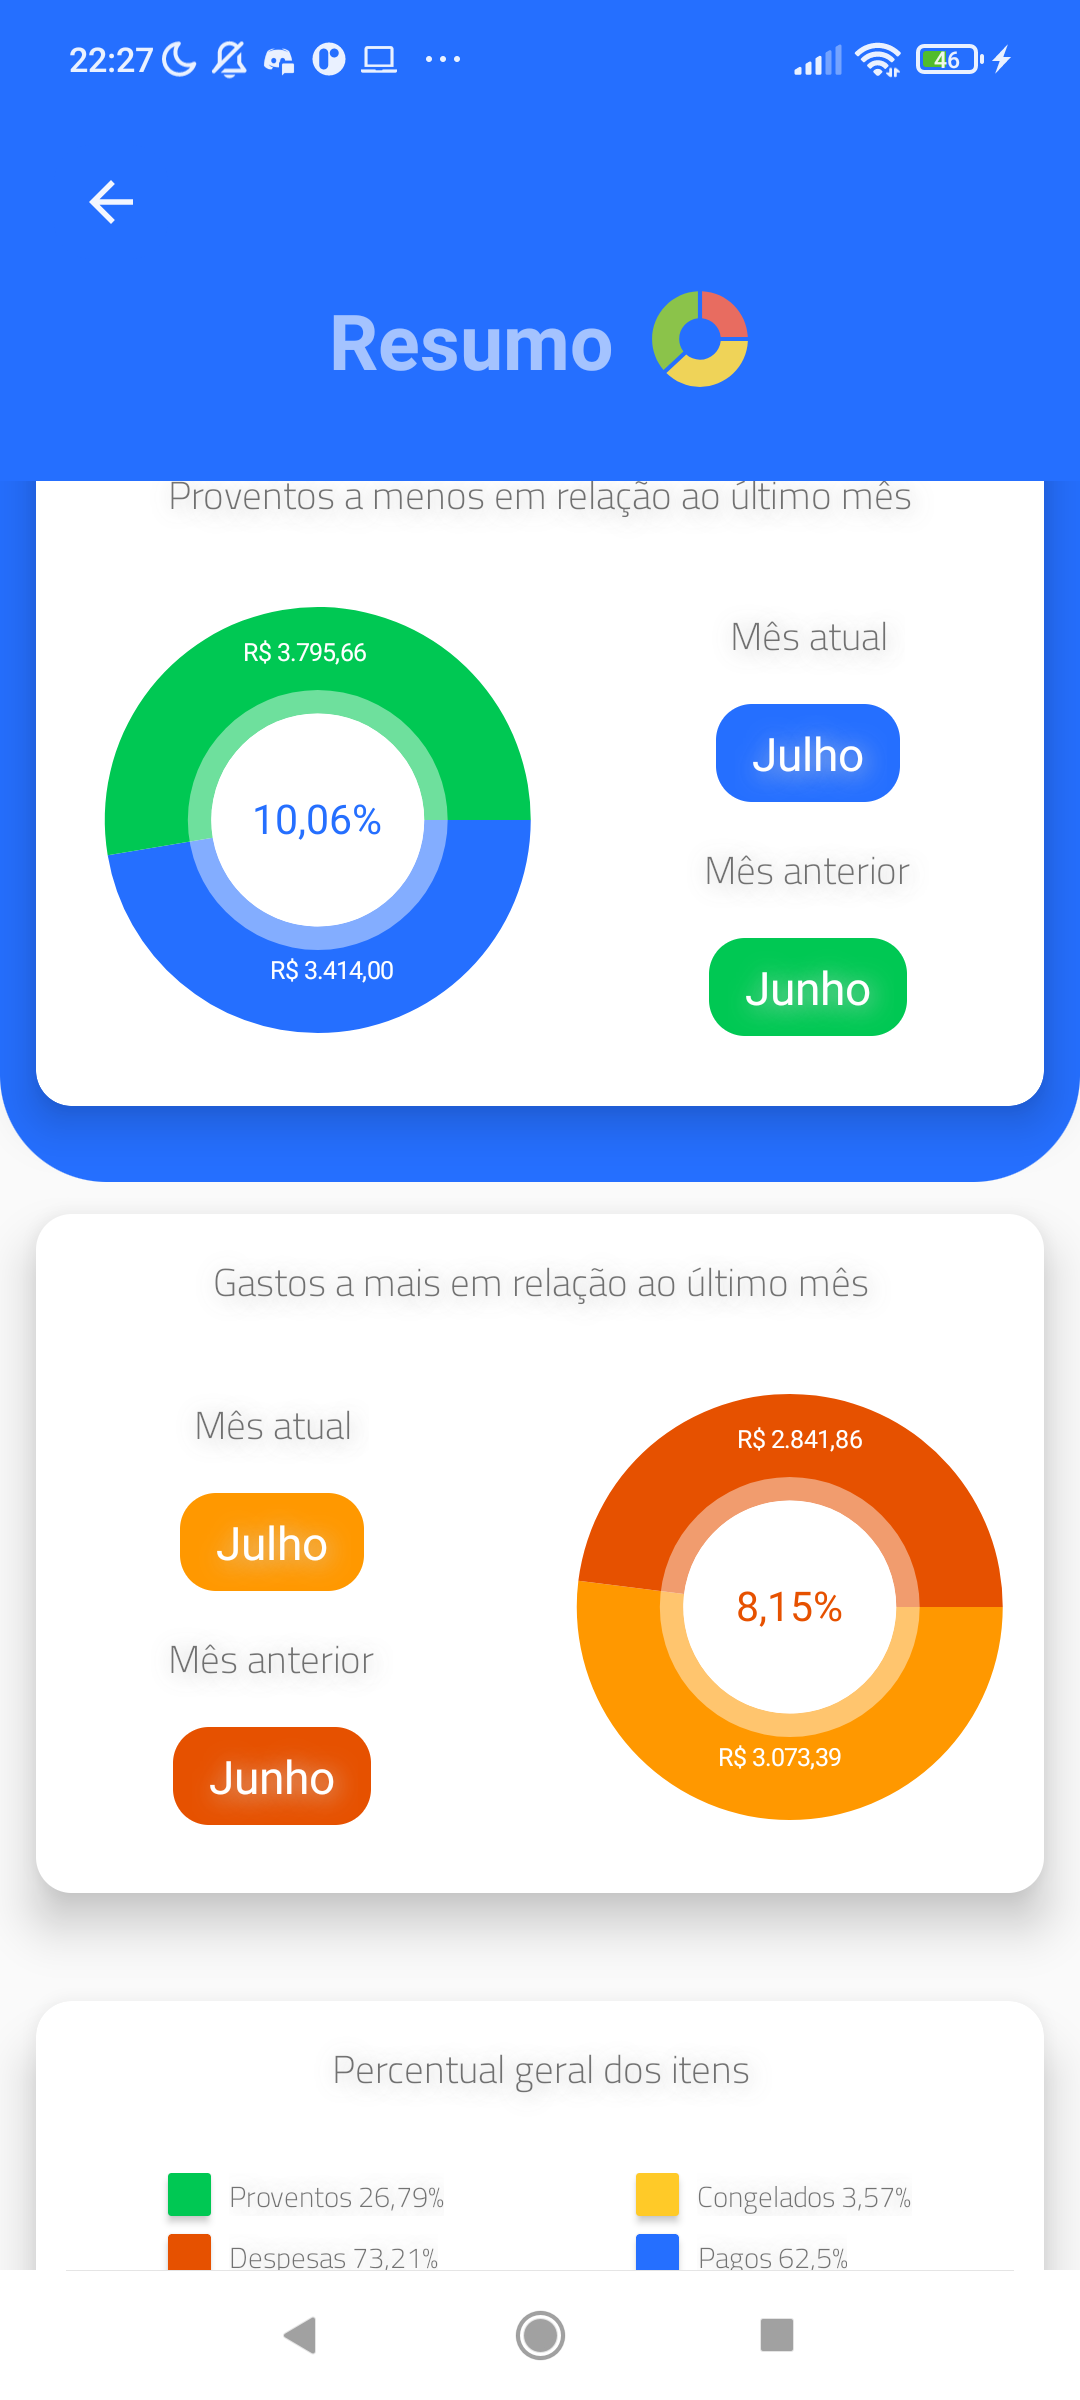 22:27
46
Resumo
Proventos a menos em relação ao último mês
R$ 3.795,66
10,06%
R$ 3.414,00
Mês atual
Julho
Mês anterior
Junho
Gastos a mais em relação ao último mês
Mês atual
Julho
Mês anterior
Junho
R$ 2.841,86
8,15%
R$ 3.073,39
Percentual geral dos itens
Proventos 26,79%
Congelados 3,57%
Despesas 73,21%
Pagos 62,5%